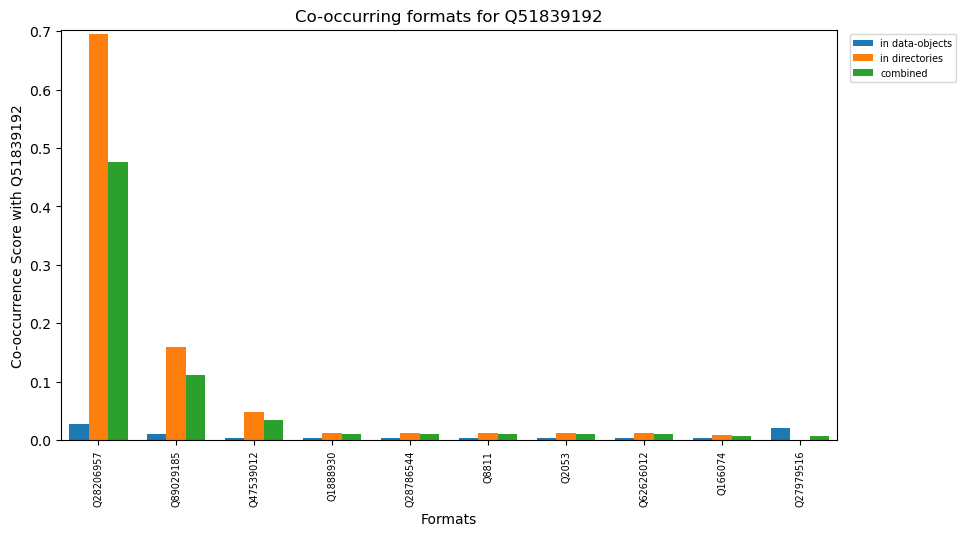 Co-occurring formats for Q51839192
Co-occurrence Score with Q51839192
0.7
0.6
0.5
0.4
0.3
0.2
0.1
0.0
Q28206957
Q89029185
Q47539012
Q1888930
Q28786544
Q8811
Q2053
Q62626012
Q166074
Q27979516
Formats
in data-objects
in directories
combined